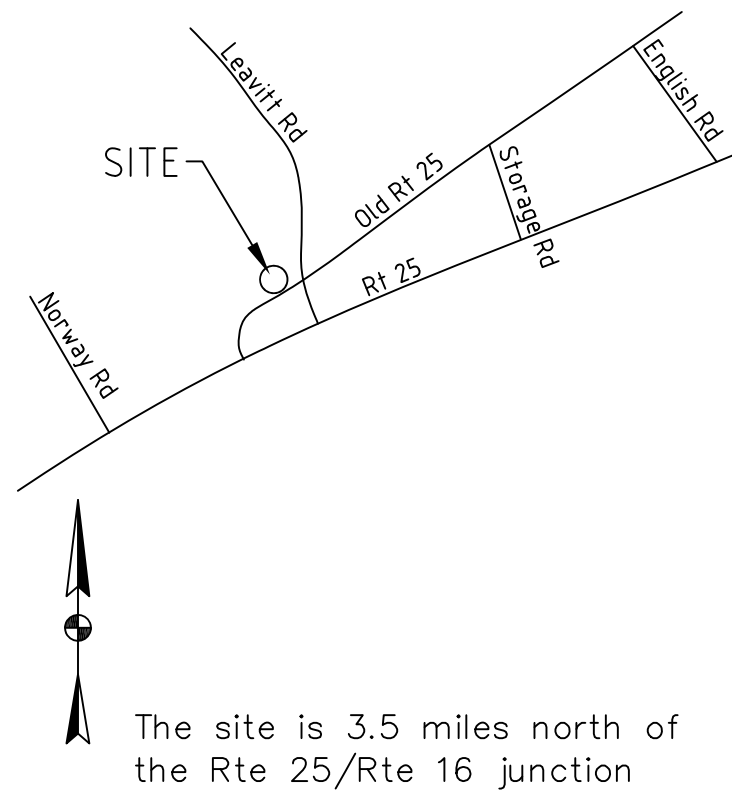 Leavitt Rd
English Rd
SITE
Old Rt 25
Storage Rd
Rt 25
Norway Rd
The site is 3.5 miles north of
the Rte 25/Rte 16 junction